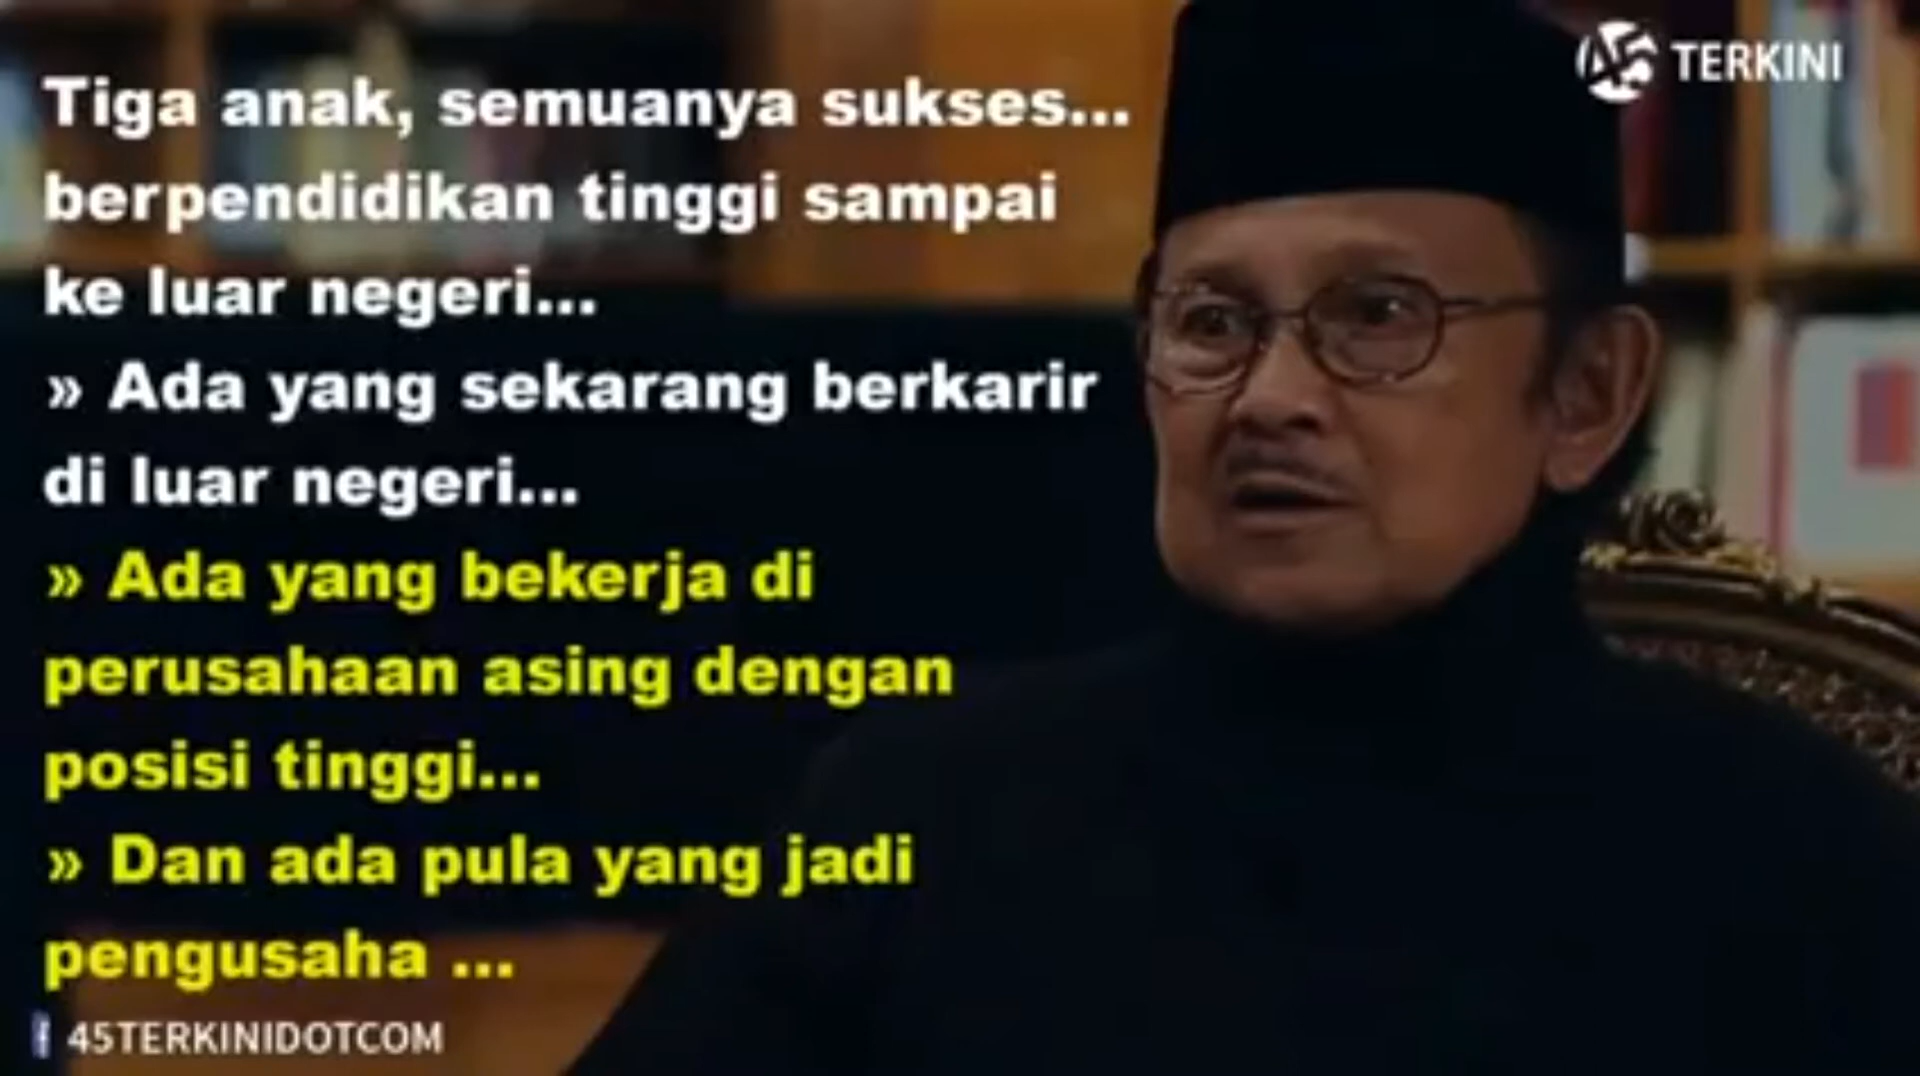 45 TERKINI
Tiga anak, semuanya sukses...
berpendidikan tinggi sampai
ke luar negeri...
» Ada yang sekarang berkarir
di luar negeri...
» Ada yang bekerja di
perusahaan asing dengan
posisi tinggi...
» Dan ada pula yang jadi
pengusaha ...
f 45TERKINIDOTCOM